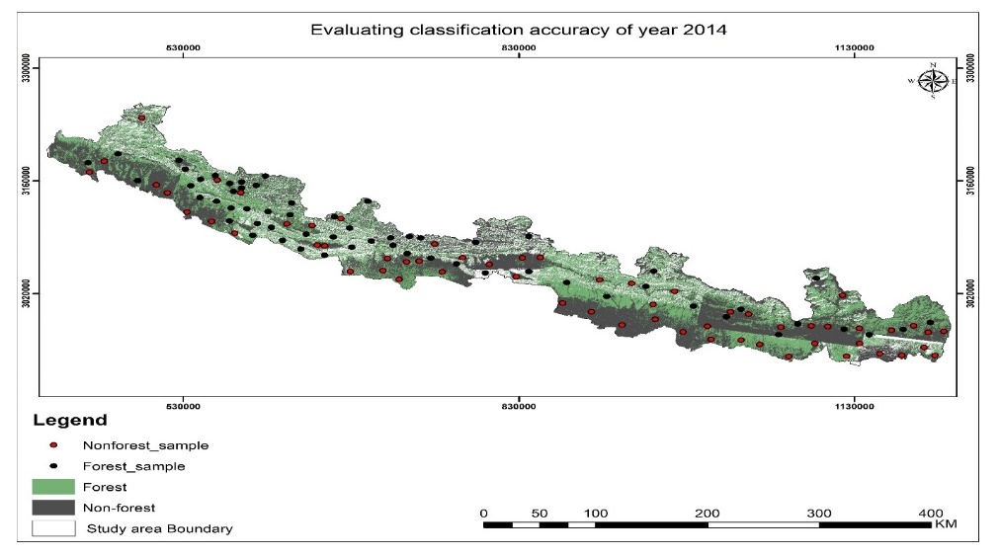 Evaluating classification accuracy of year 2014
530000 830000 1130000
3300000 3300000
N
W E
S
3160000 3160000
3020000 3020000
530000 830000 1130000
Legend
Nonforest_sample
Forest_sample
Forest
Non-forest
Study area Boundary
0 50 100 200 300 400
KM